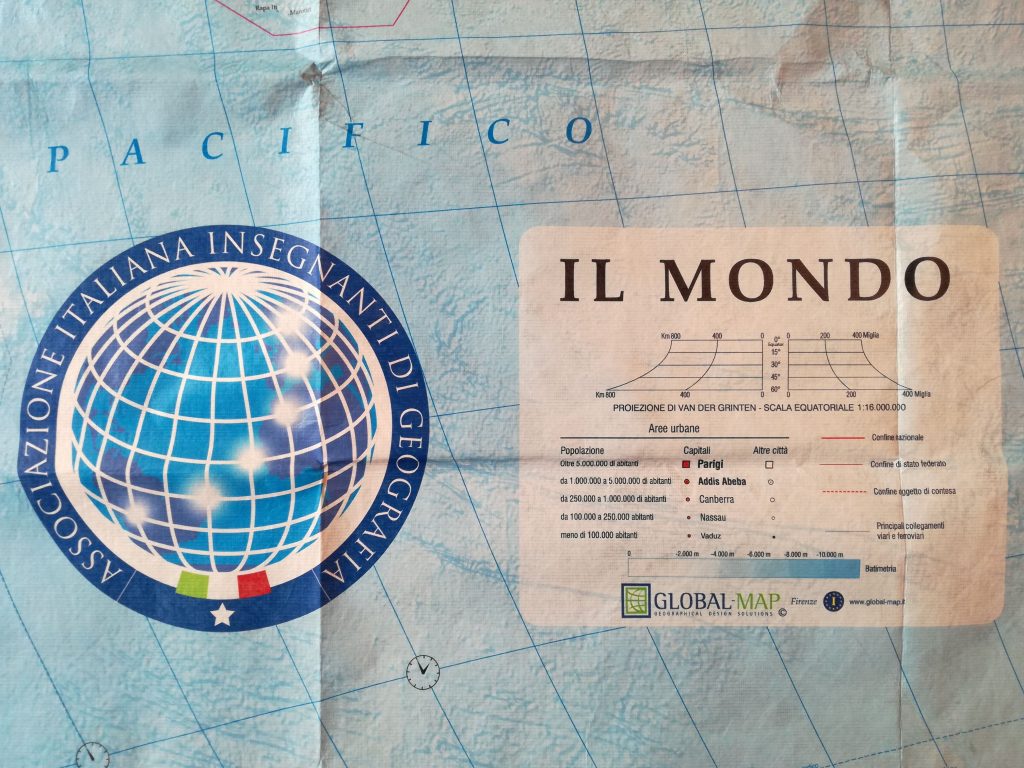 Rapa Iti
Marotiri
PACIFICO
ASSOCIAZIONE ITALIANA INSEGNANTI DI GEOGRAFIA
IL MONDO
Km 800 400 0 0 200 400 Miglia
0°
Equatore
15°
30°
45°
60°
Km 800 400 0 0 200 400 Miglia
PROIEZIONE DI VAN DER GRINTEN - SCALA EQUATORIALE 1:16.000.000
Aree urbane
Popolazione Capitali Altre città
Oltre 5.000.000 di abitanti Parigi
da 1.000.000 a 5.000.000 di abitanti Addis Abeba
da 250.000 a 1.000.000 di abitanti Canberra
da 100.000 a 250.000 abitanti Nassau
meno di 100.000 abitanti Vaduz
Confine nazionale
Confine di stato federato
Confine oggetto di contesa
Principali collegamenti
viari e ferroviari
0 -2.000 m -4.000 m -6.000 m -8.000 m -10.000 m
Batimetria
GLOBAL-MAP ©
GEOGRAPHICAL DESIGN SOLUTIONS
Firenze
www.global-map.it